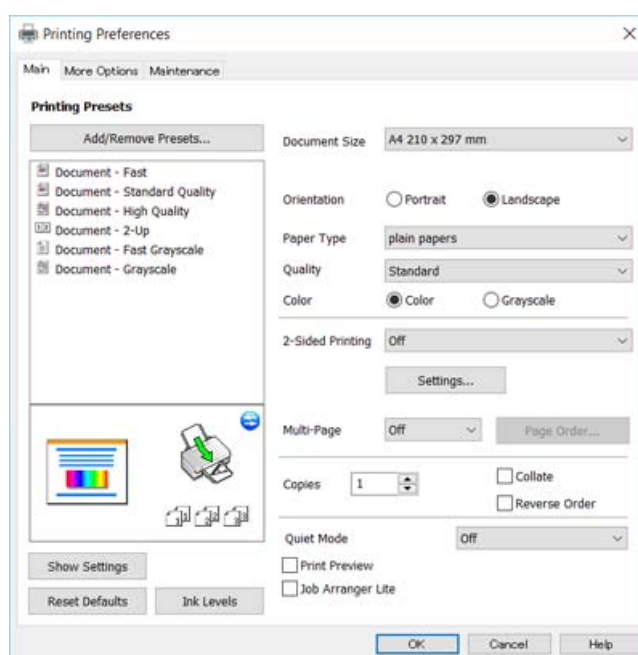 Printing Preferences
Main More Options Maintenance
Printing Presets
Add/Remove Presets...
Document - Fast
Document - Standard Quality
Document - High Quality
Document - 2-Up
Document - Fast Grayscale
Document - Grayscale
Show Settings
Reset Defaults Ink Levels
Document Size A4 210 x 297 mm
Orientation Portrait Landscape
Paper Type plain papers
Quality Standard
Color Color Grayscale
2-Sided Printing Off
Settings...
Multi-Page Off Page Order...
Copies 1 Collate
Reverse Order
Quiet Mode Off
Print Preview
Job Arranger Lite
OK Cancel Help